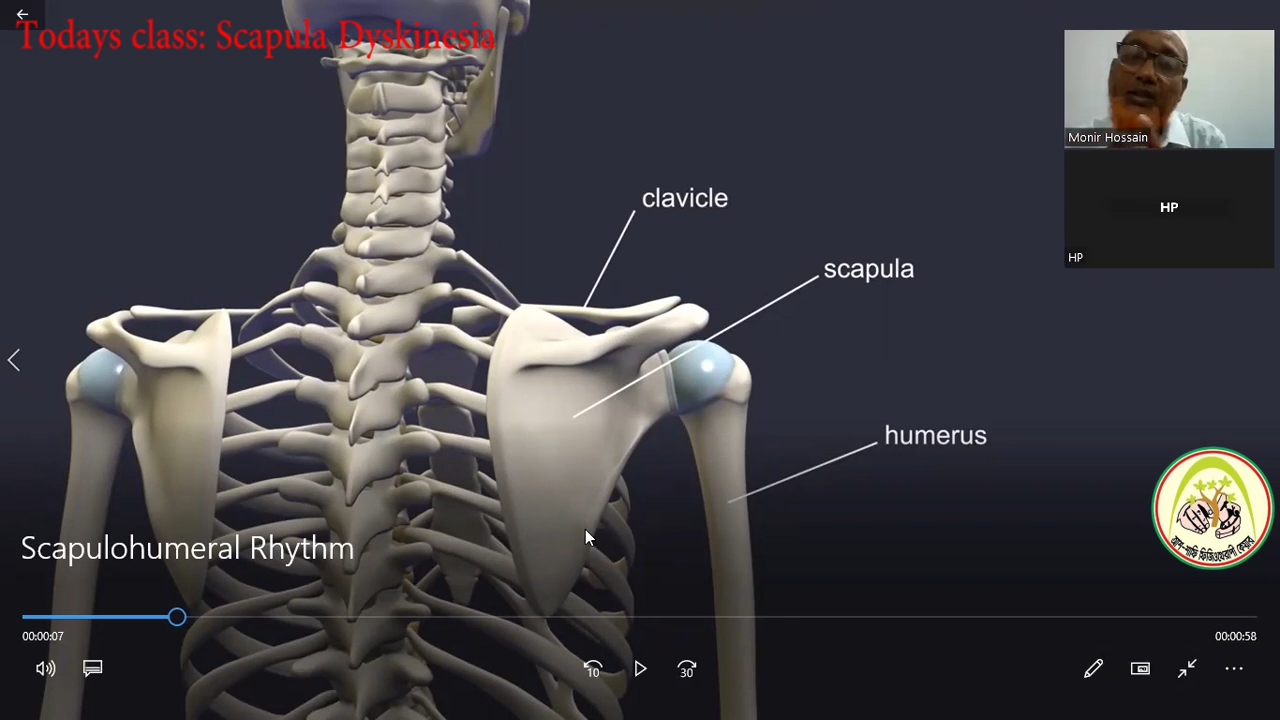 Todays class: Scapula Dyskinesia
Monir Hossain
HP
HP
clavicle
scapula
humerus
Scapulohumeral Rhythm
00:00:07
00:00:58
10
30